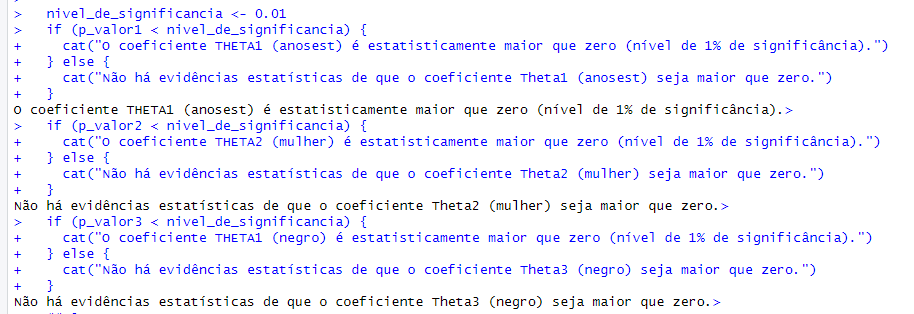 >   nivel_de_significancia <- 0.01
>   if (p_valor1 < nivel_de_significancia) {
+     cat("O coeficiente THETA1 (anosest) é estatisticamente maior que zero (nível de 1% de significância).")
+   } else {
+     cat("Não há evidências estatísticas de que o coeficiente Theta1 (anosest) seja maior que zero.")
+   }
O coeficiente THETA1 (anosest) é estatisticamente maior que zero (nível de 1% de significância).>
>   if (p_valor2 < nivel_de_significancia) {
+     cat("O coeficiente THETA2 (mulher) é estatisticamente maior que zero (nível de 1% de significância).")
+   } else {
+     cat("Não há evidências estatísticas de que o coeficiente Theta2 (mulher) seja maior que zero.")
+   }
Não há evidências estatísticas de que o coeficiente Theta2 (mulher) seja maior que zero.>
>   if (p_valor3 < nivel_de_significancia) {
+     cat("O coeficiente THETA1 (negro) é estatisticamente maior que zero (nível de 1% de significância).")
+   } else {
+     cat("Não há evidências estatísticas de que o coeficiente Theta3 (negro) seja maior que zero.")
+   }
Não há evidências estatísticas de que o coeficiente Theta3 (negro) seja maior que zero.>